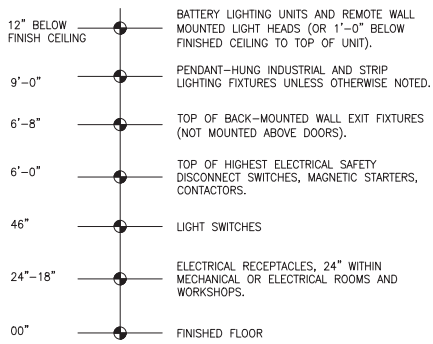 12" BELOW
FINISH CEILING
BATTERY LIGHTING UNITS AND REMOTE WALL
MOUNTED LIGHT HEADS (OR 1'-0" BELOW
FINISHED CEILING TO TOP OF UNIT).
9'-0"
PENDANT-HUNG INDUSTRIAL AND STRIP
LIGHTING FIXTURES UNLESS OTHERWISE NOTED.
6'-8"
TOP OF BACK-MOUNTED WALL EXIT FIXTURES
(NOT MOUNTED ABOVE DOORS).
6'-0"
TOP OF HIGHEST ELECTRICAL SAFETY
DISCONNECT SWITCHES, MAGNETIC STARTERS,
CONTACTORS.
46"
LIGHT SWITCHES
24"-18"
ELECTRICAL RECEPTACLES, 24" WITHIN
MECHANICAL OR ELECTRICAL ROOMS AND
WORKSHOPS.
00"
FINISHED FLOOR